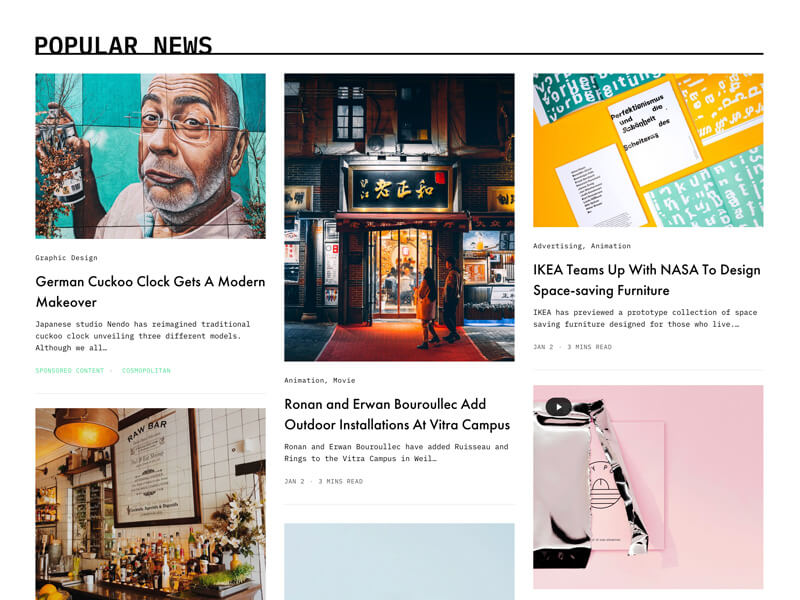 POPULAR NEWS
Graphic Design
German Cuckoo Clock Gets A Modern
Makeover
Japanese studio Nendo has reimagined traditional
cuckoo clock unveiling three different models.
Although we all…
SPONSORED CONTENT · COSMOPOLITAN
RAW BAR
老正和
Animation, Movie
Ronan and Erwan Bouroullec Add
Outdoor Installations At Vitra Campus
Ronan and Erwan Bouroullec have added Ruisseau and
Rings to the Vitra Campus in Weil…
JAN 2 · 3 MINS READ
vorbereitung
Perfektionismus
und die
Schönheit
des
Scheiterns
Advertising, Animation
IKEA Teams Up With NASA To Design
Space-saving Furniture
IKEA has previewed a prototype collection of space
saving furniture designed for those who live.…
JAN 2 · 3 MINS READ